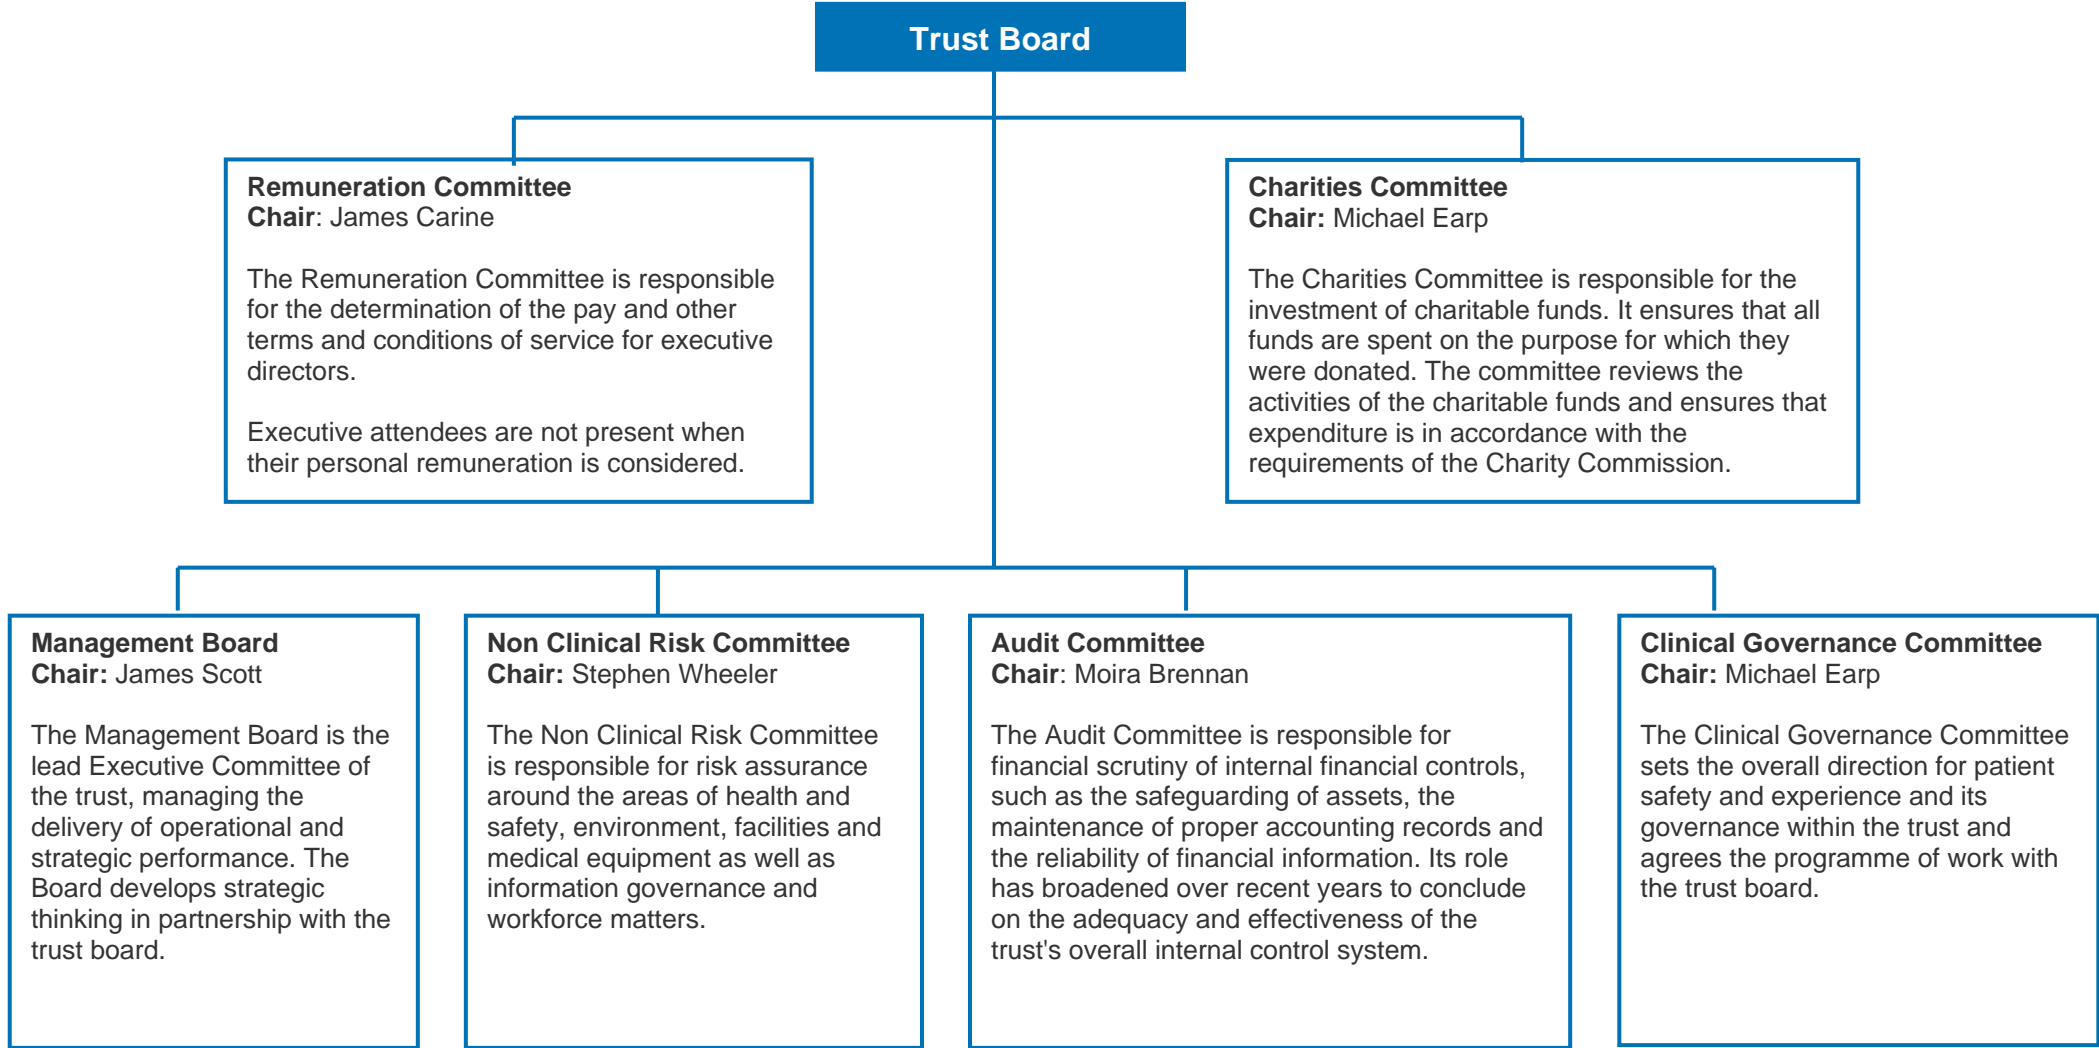 Trust Board
Remuneration Committee
Chair: James Carine
The Remuneration Committee is responsible
for the determination of the pay and other
terms and conditions of service for executive
directors.
Executive attendees are not present when
their personal remuneration is considered.
Charities Committee
Chair: Michael Earp
The Charities Committee is responsible for the
investment of charitable funds. It ensures that all
funds are spent on the purpose for which they
were donated. The committee reviews the
activities of the charitable funds and ensures that
expenditure is in accordance with the
requirements of the Charity Commission.
Management Board
Chair: James Scott
The Management Board is the
lead Executive Committee of
the trust, managing the
delivery of operational and
strategic performance. The
Board develops strategic
thinking in partnership with the
trust board.
Non Clinical Risk Committee
Chair: Stephen Wheeler
The Non Clinical Risk Committee
is responsible for risk assurance
around the areas of health and
safety, environment, facilities and
medical equipment as well as
information governance and
workforce matters.
Audit Committee
Chair: Moira Brennan
The Audit Committee is responsible for
financial scrutiny of internal financial controls,
such as the safeguarding of assets, the
maintenance of proper accounting records and
the reliability of financial information. Its role
has broadened over recent years to conclude
on the adequacy and effectiveness of the
trust's overall internal control system.
Clinical Governance Committee
Chair: Michael Earp
The Clinical Governance Committee
sets the overall direction for patient
safety and experience and its
governance within the trust and
agrees the programme of work with
the trust board.